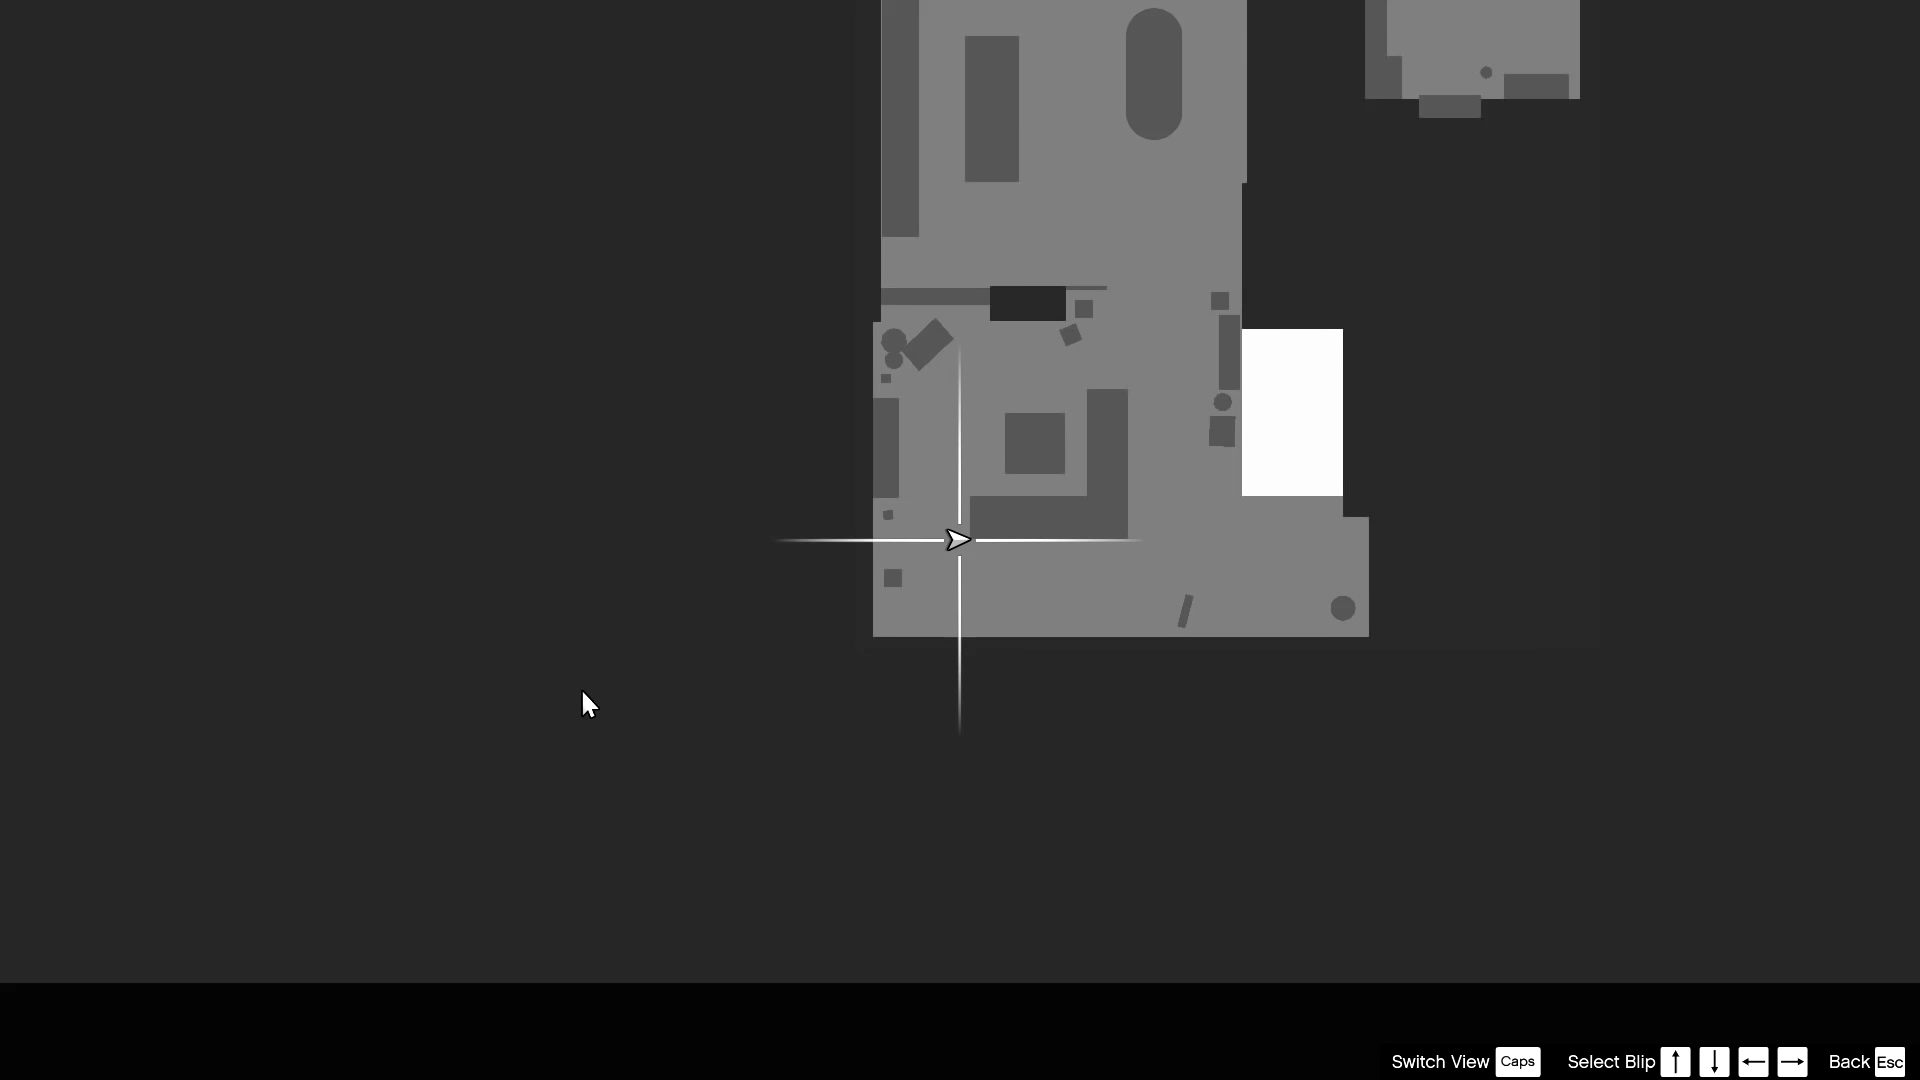 Switch View Caps Select Blip ↑ ↓ ← → Back Esc